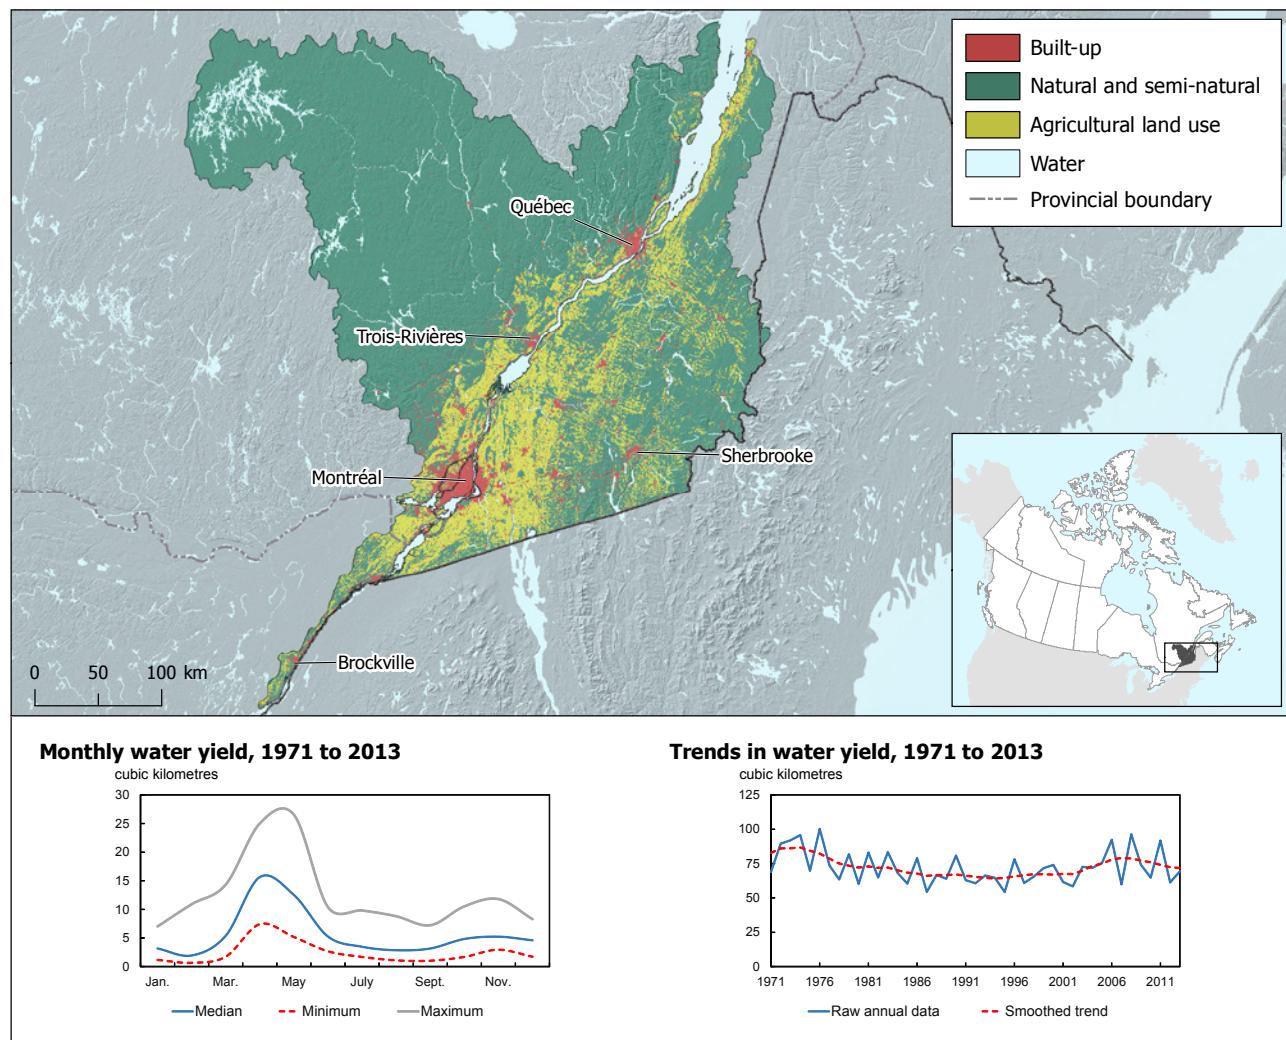 Built-up
Natural and semi-natural
Agricultural land use
Water
Provincial boundary
Québec
Trois-Rivières
Sherbrooke
Montréal
Brockville
0 50 100 km
Monthly water yield, 1971 to 2013
cubic kilometres
30
25
20
15
10
5
0
Jan. Mar. May July Sept. Nov.
Median Minimum Maximum
Trends in water yield, 1971 to 2013
cubic kilometres
125
100
75
50
25
0
1971 1976 1981 1986 1991 1996 2001 2006 2011
Raw annual data Smoothed trend